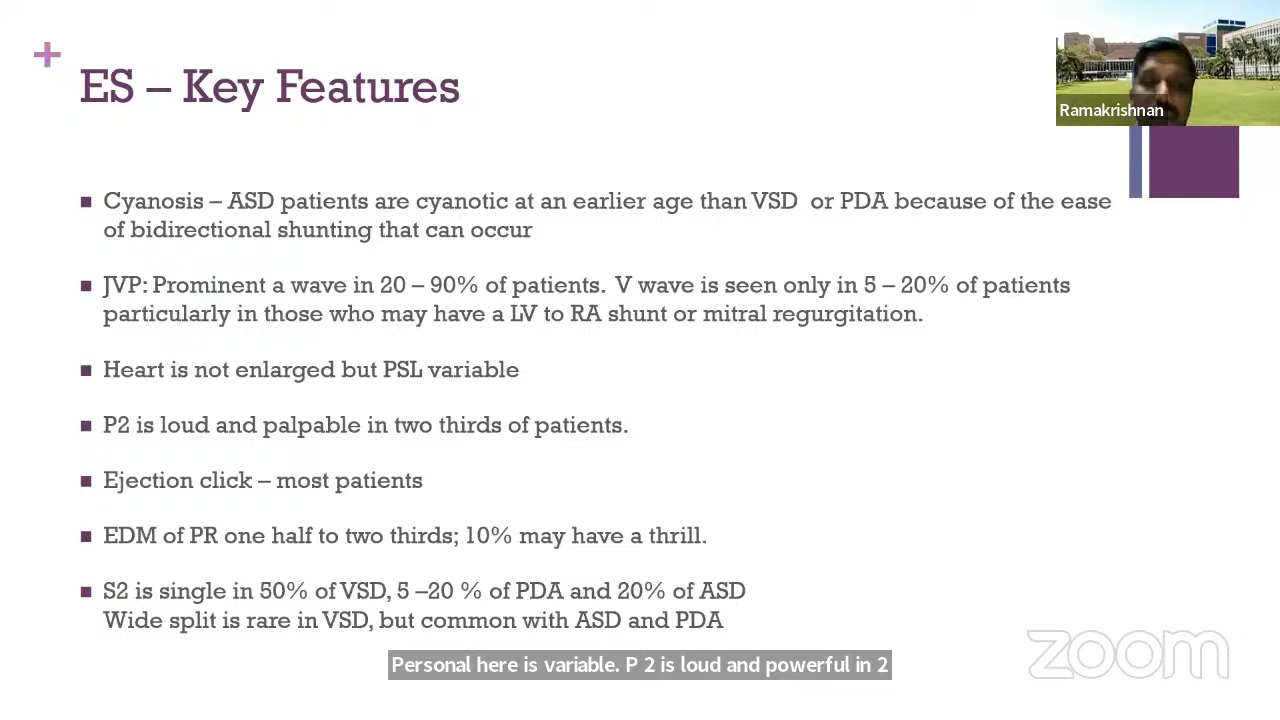 +
ES – Key Features
Ramakrishnan
■ Cyanosis – ASD patients are cyanotic at an earlier age than VSD or PDA because of the ease
of bidirectional shunting that can occur
■ JVP: Prominent a wave in 20 – 90% of patients. V wave is seen only in 5 – 20% of patients
particularly in those who may have a LV to RA shunt or mitral regurgitation.
■ Heart is not enlarged but PSL variable
■ P2 is loud and palpable in two thirds of patients.
■ Ejection click – most patients
■ EDM of PR one half to two thirds; 10% may have a thrill.
■ S2 is single in 50% of VSD, 5 –20 % of PDA and 20% of ASD
Wide split is rare in VSD, but common with ASD and PDA
Personal here is variable. P 2 is loud and powerful in 2
zoom